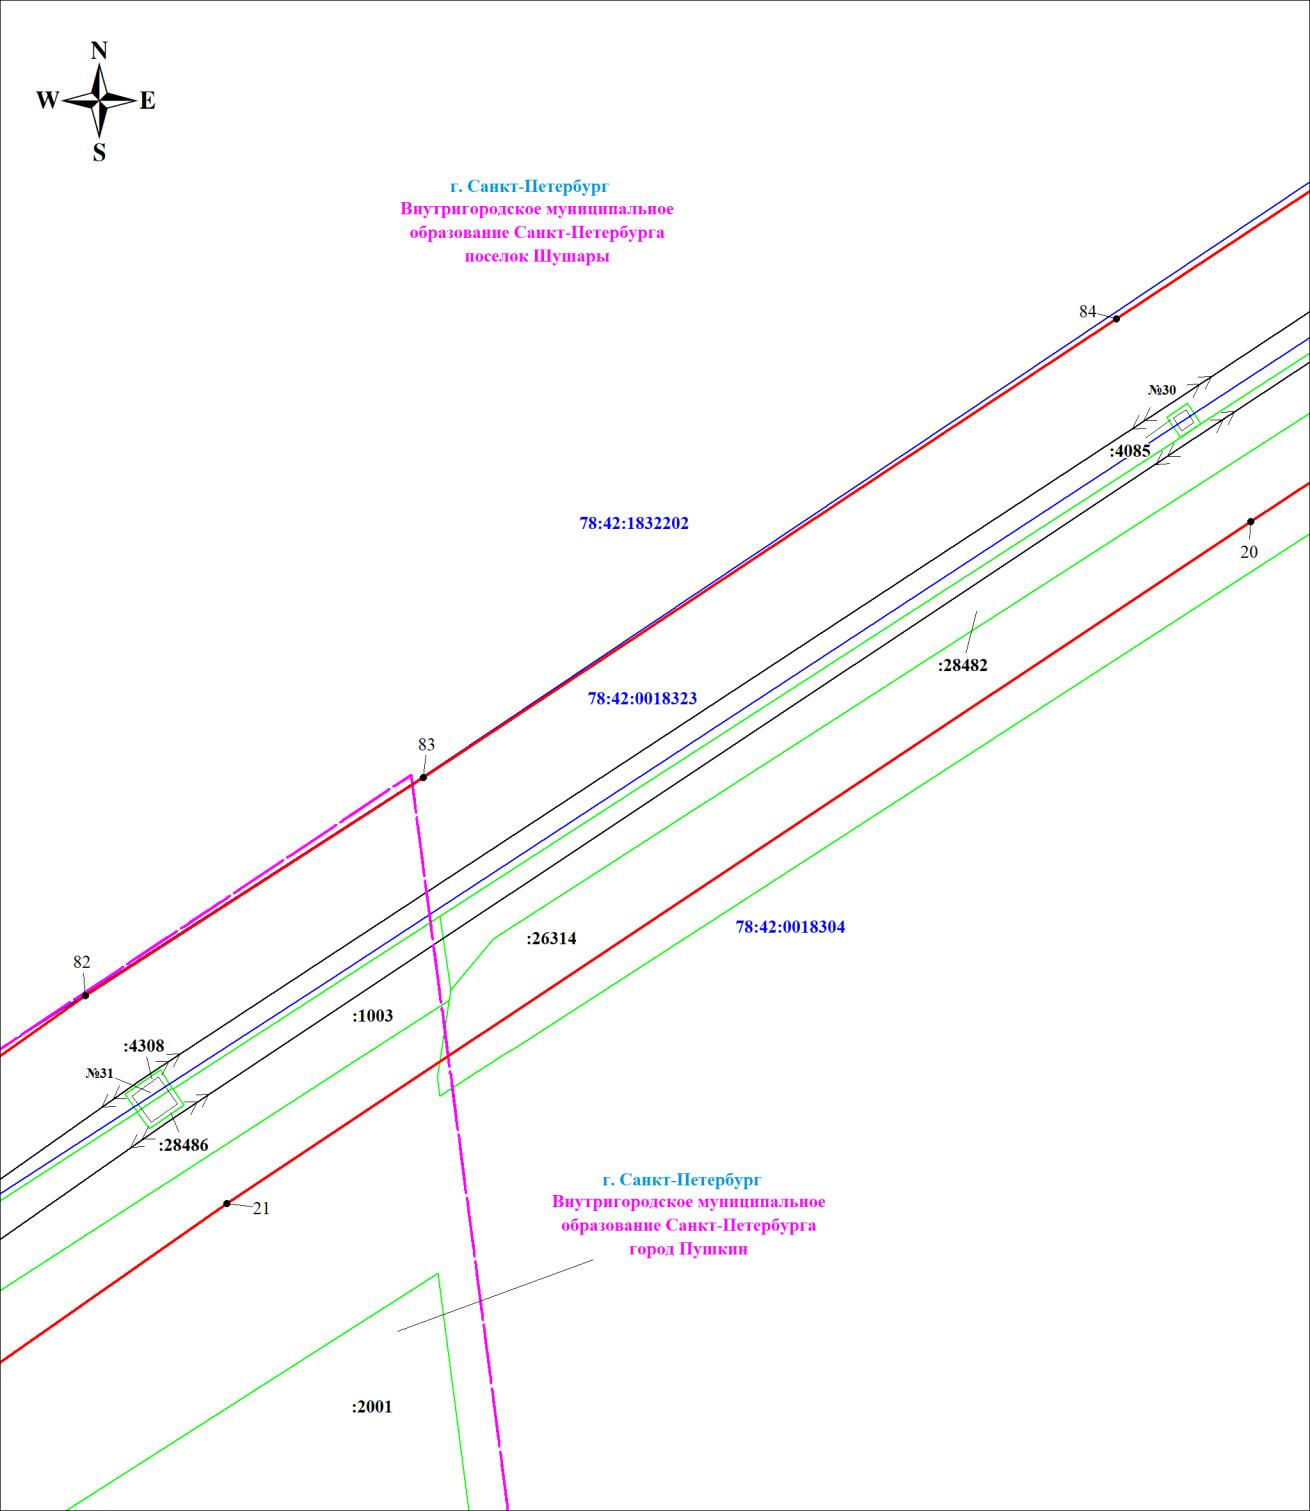 N
W E
S
г. Санкт-Петербург
Внутригородское муниципальное
образование Санкт-Петербурга
поселок Шушары
84
№30
:4085
78:42:1832202
20
:28482
78:42:0018323
83
78:42:0018304
:26314
82
:1003
:4308
№31
:28486
г. Санкт-Петербург
Внутригородское муниципальное
образование Санкт-Петербурга
город Пушкин
21
:2001